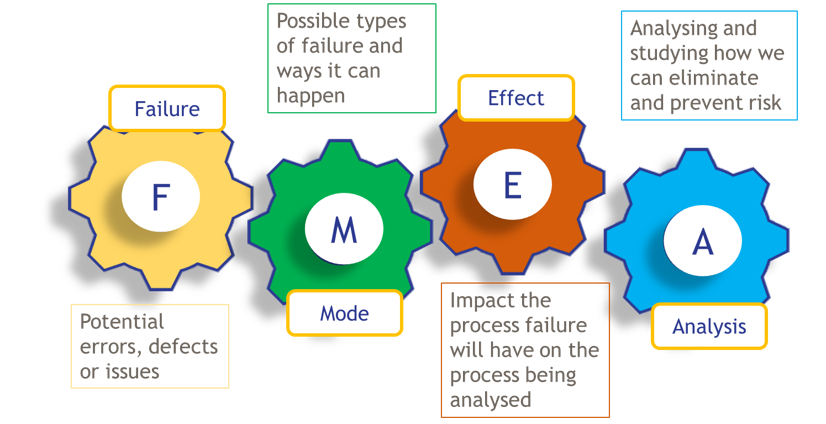 Failure
F
Potential
errors, defects
or issues
Possible types
of failure and
ways it can
happen
M
Mode
Effect
E
Impact the
process failure
will have on the
process being
analysed
Analysing and
studying how we
can eliminate
and prevent risk
A
Analysis